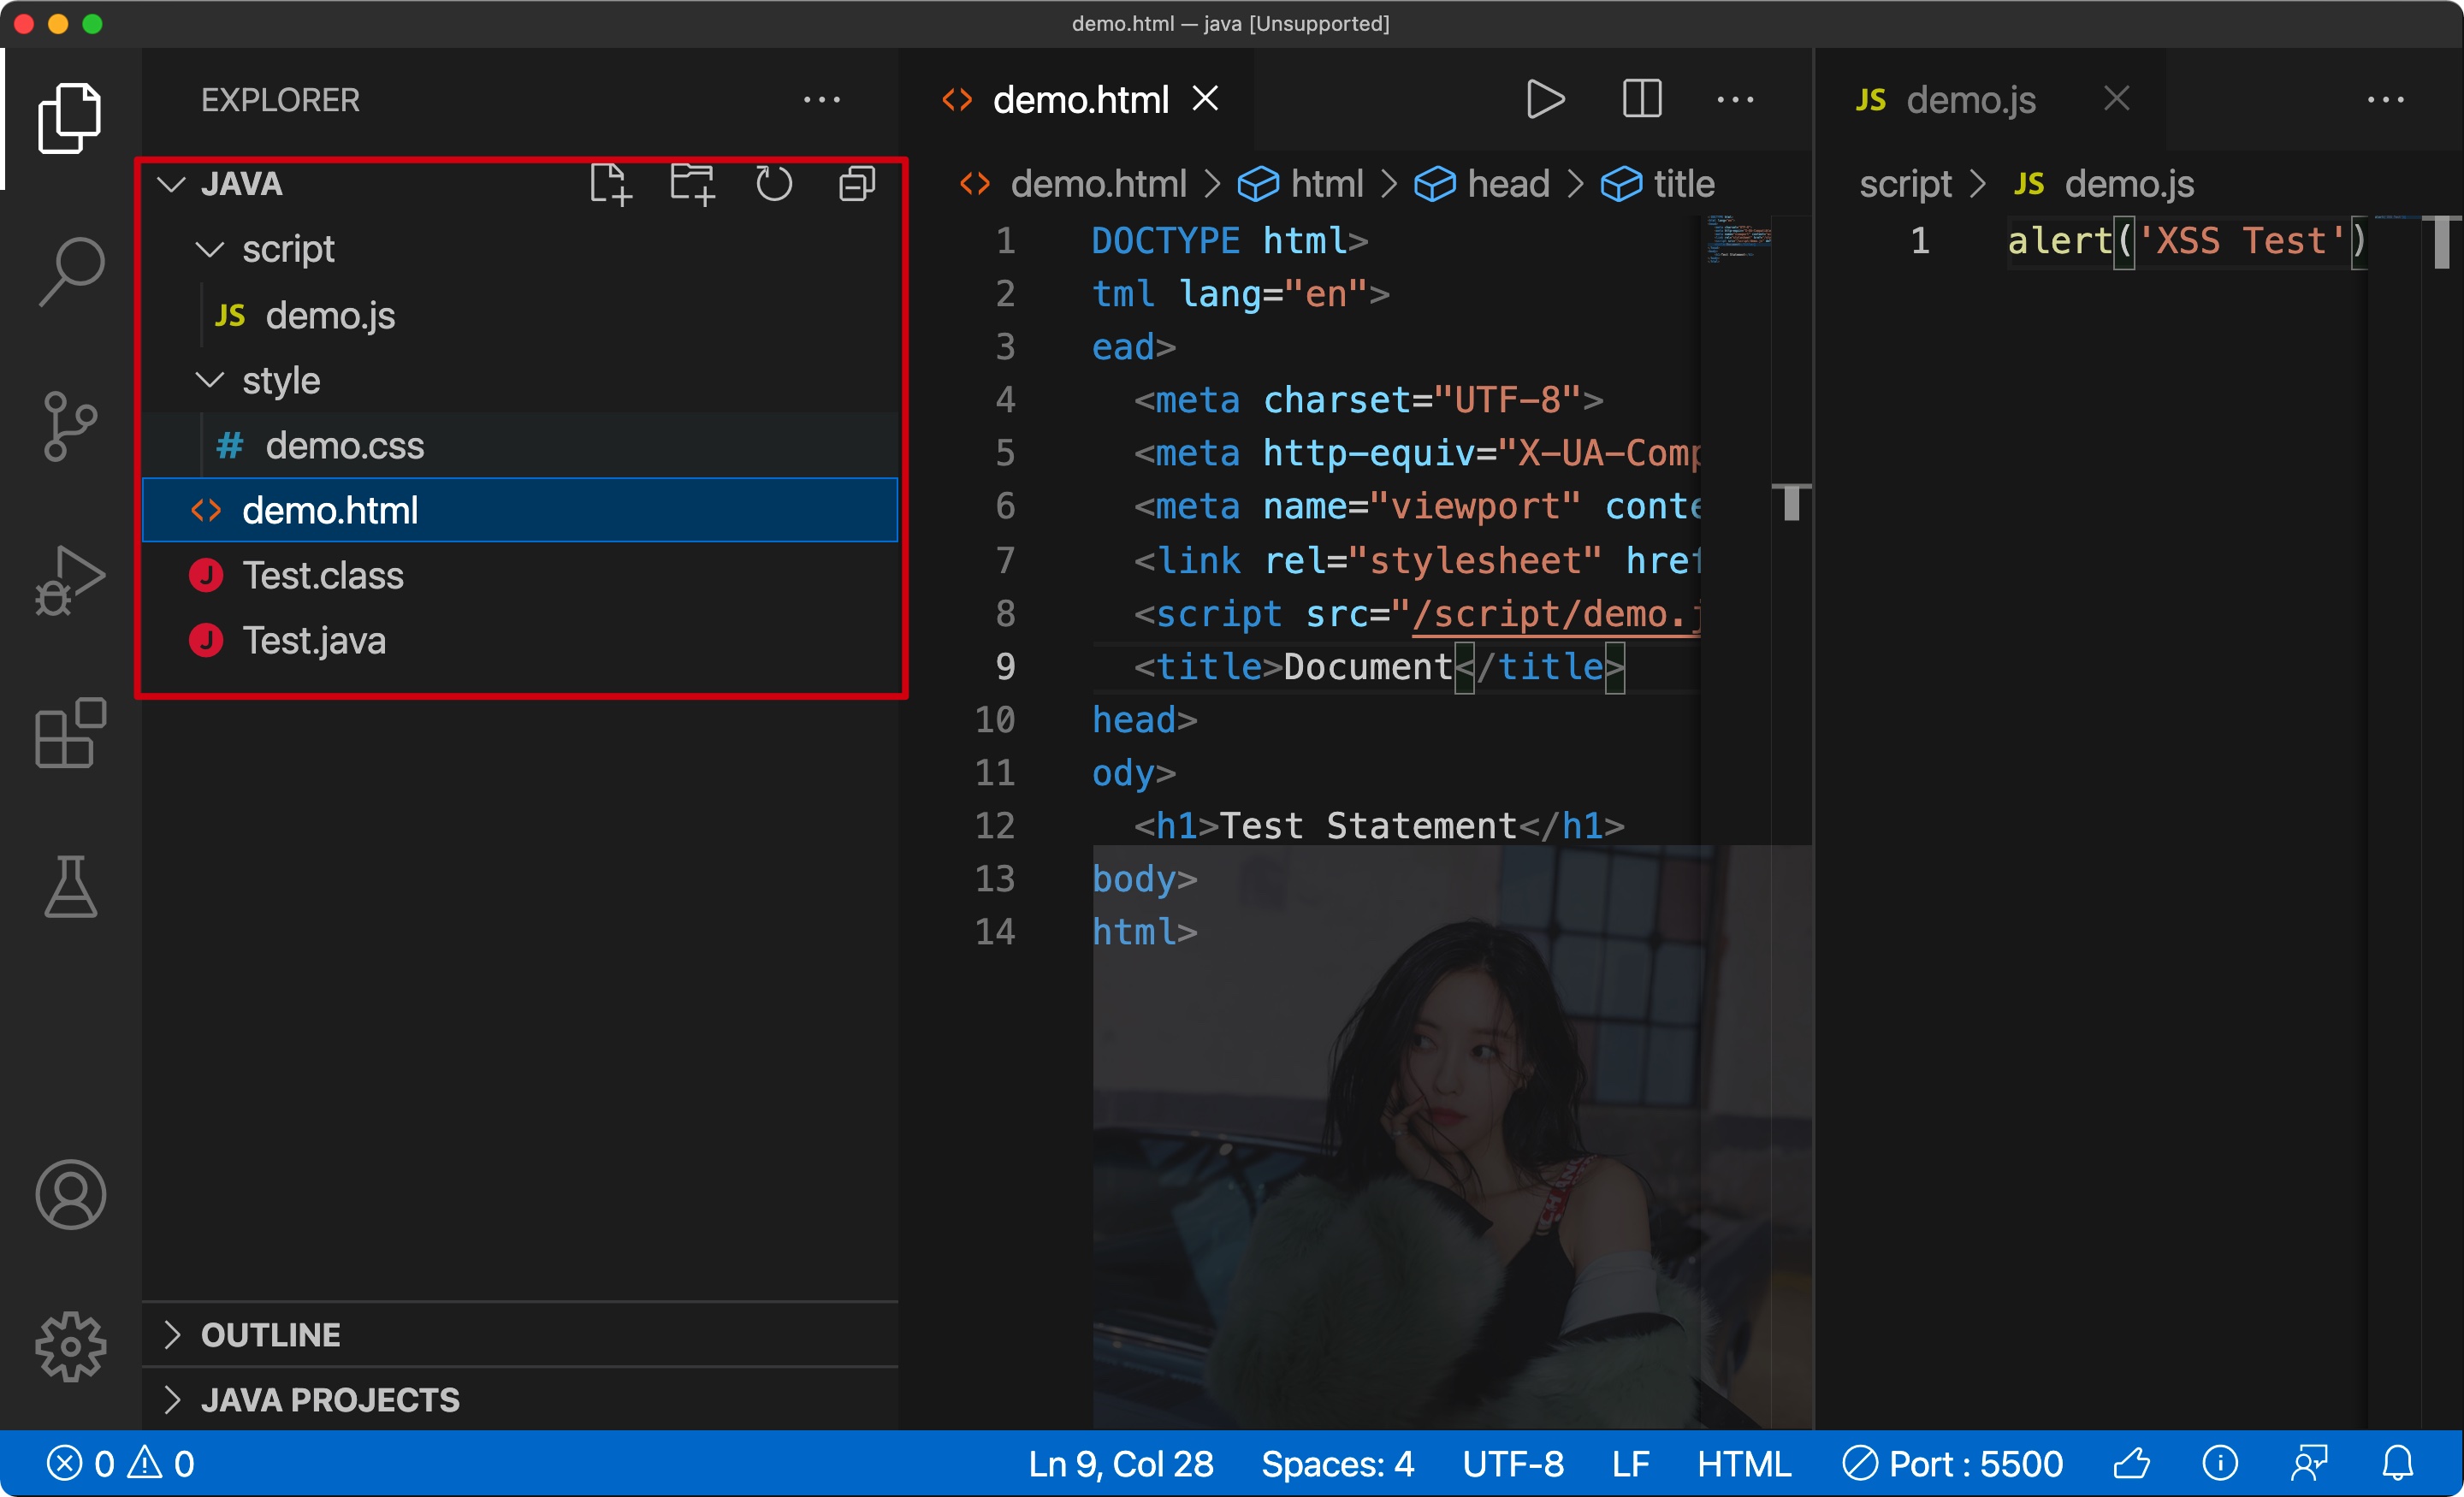 demo.html — java [Unsupported]
EXPLORER
JAVA
script
JS demo.js
style
# demo.css
<> demo.html
J Test.class
J Test.java
OUTLINE
JAVA PROJECTS
<> demo.html
<> demo.html > html > head > title
1 DOCTYPE html>
2 tml lang="en">
3 ead>
4 <meta charset="UTF-8">
5 <meta http-equiv="X-UA-Comp
6 <meta name="viewport" conte
7 <link rel="stylesheet" href
8 <script src="/script/demo.j
9 <title>Document</title>
10 head>
11 ody>
12 <h1>Test Statement</h1>
13 body>
14 html>
JS demo.js
script > JS demo.js
1 alert('XSS Test')
0 0
Ln 9, Col 28 Spaces: 4 UTF-8 LF HTML Port : 5500